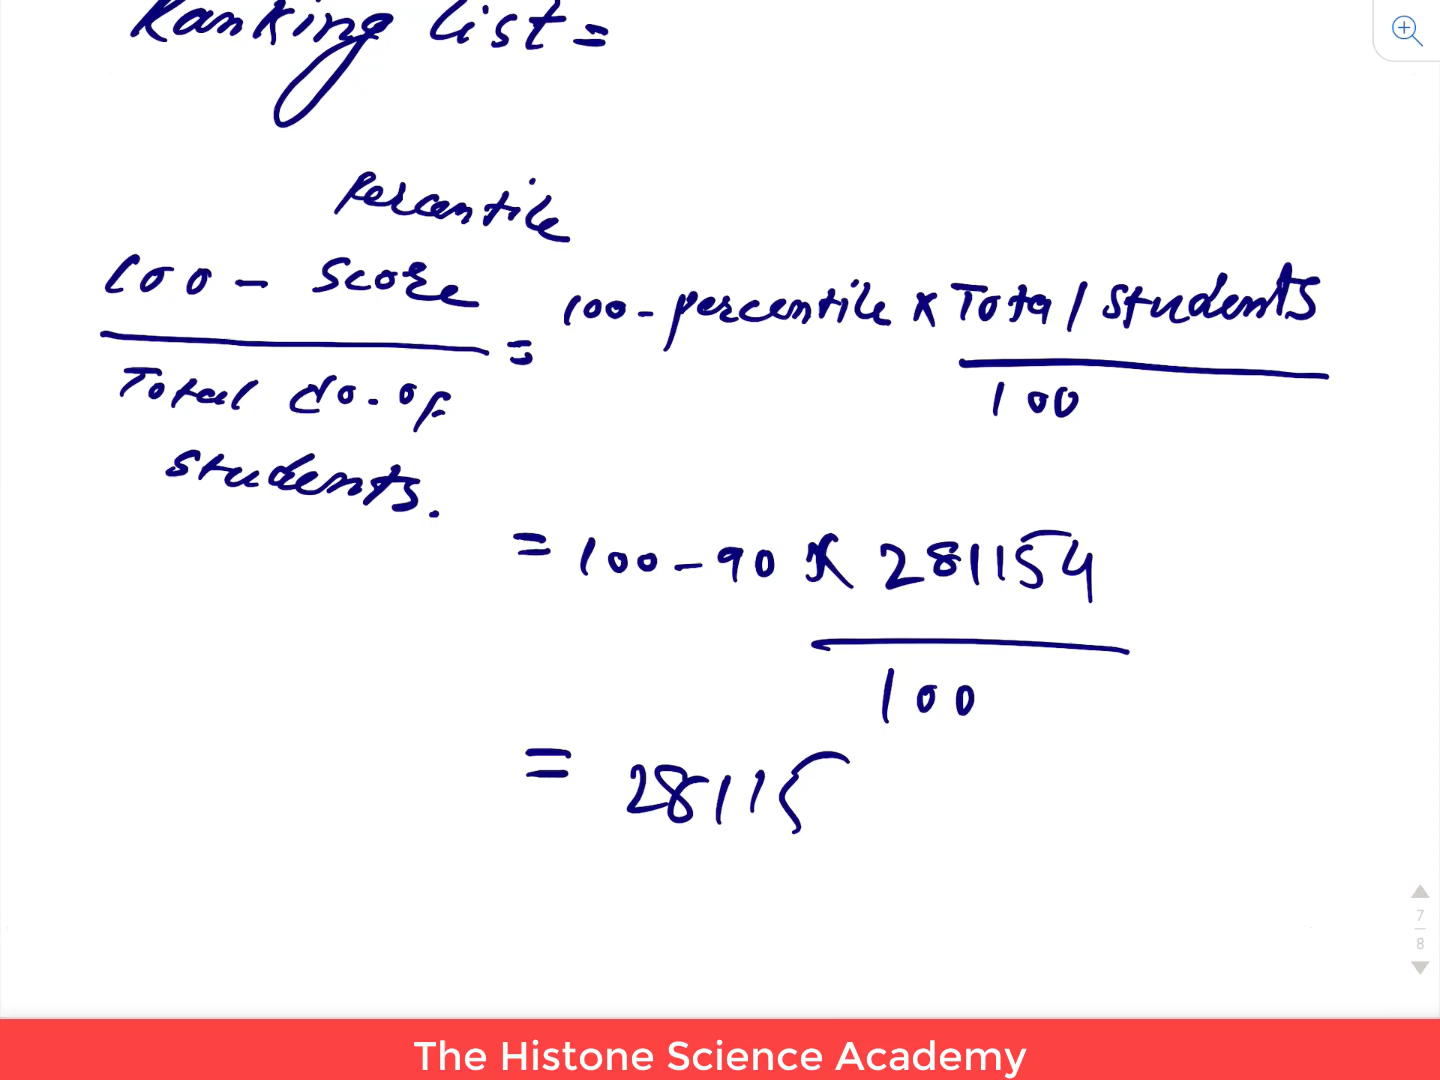 Ranking list =
percentile
100 - Score
= 100 - percentile x Total students
100
Total No. of
students.
= 100 - 90 x 281154
100
= 28115
7
8
The Histone Science Academy